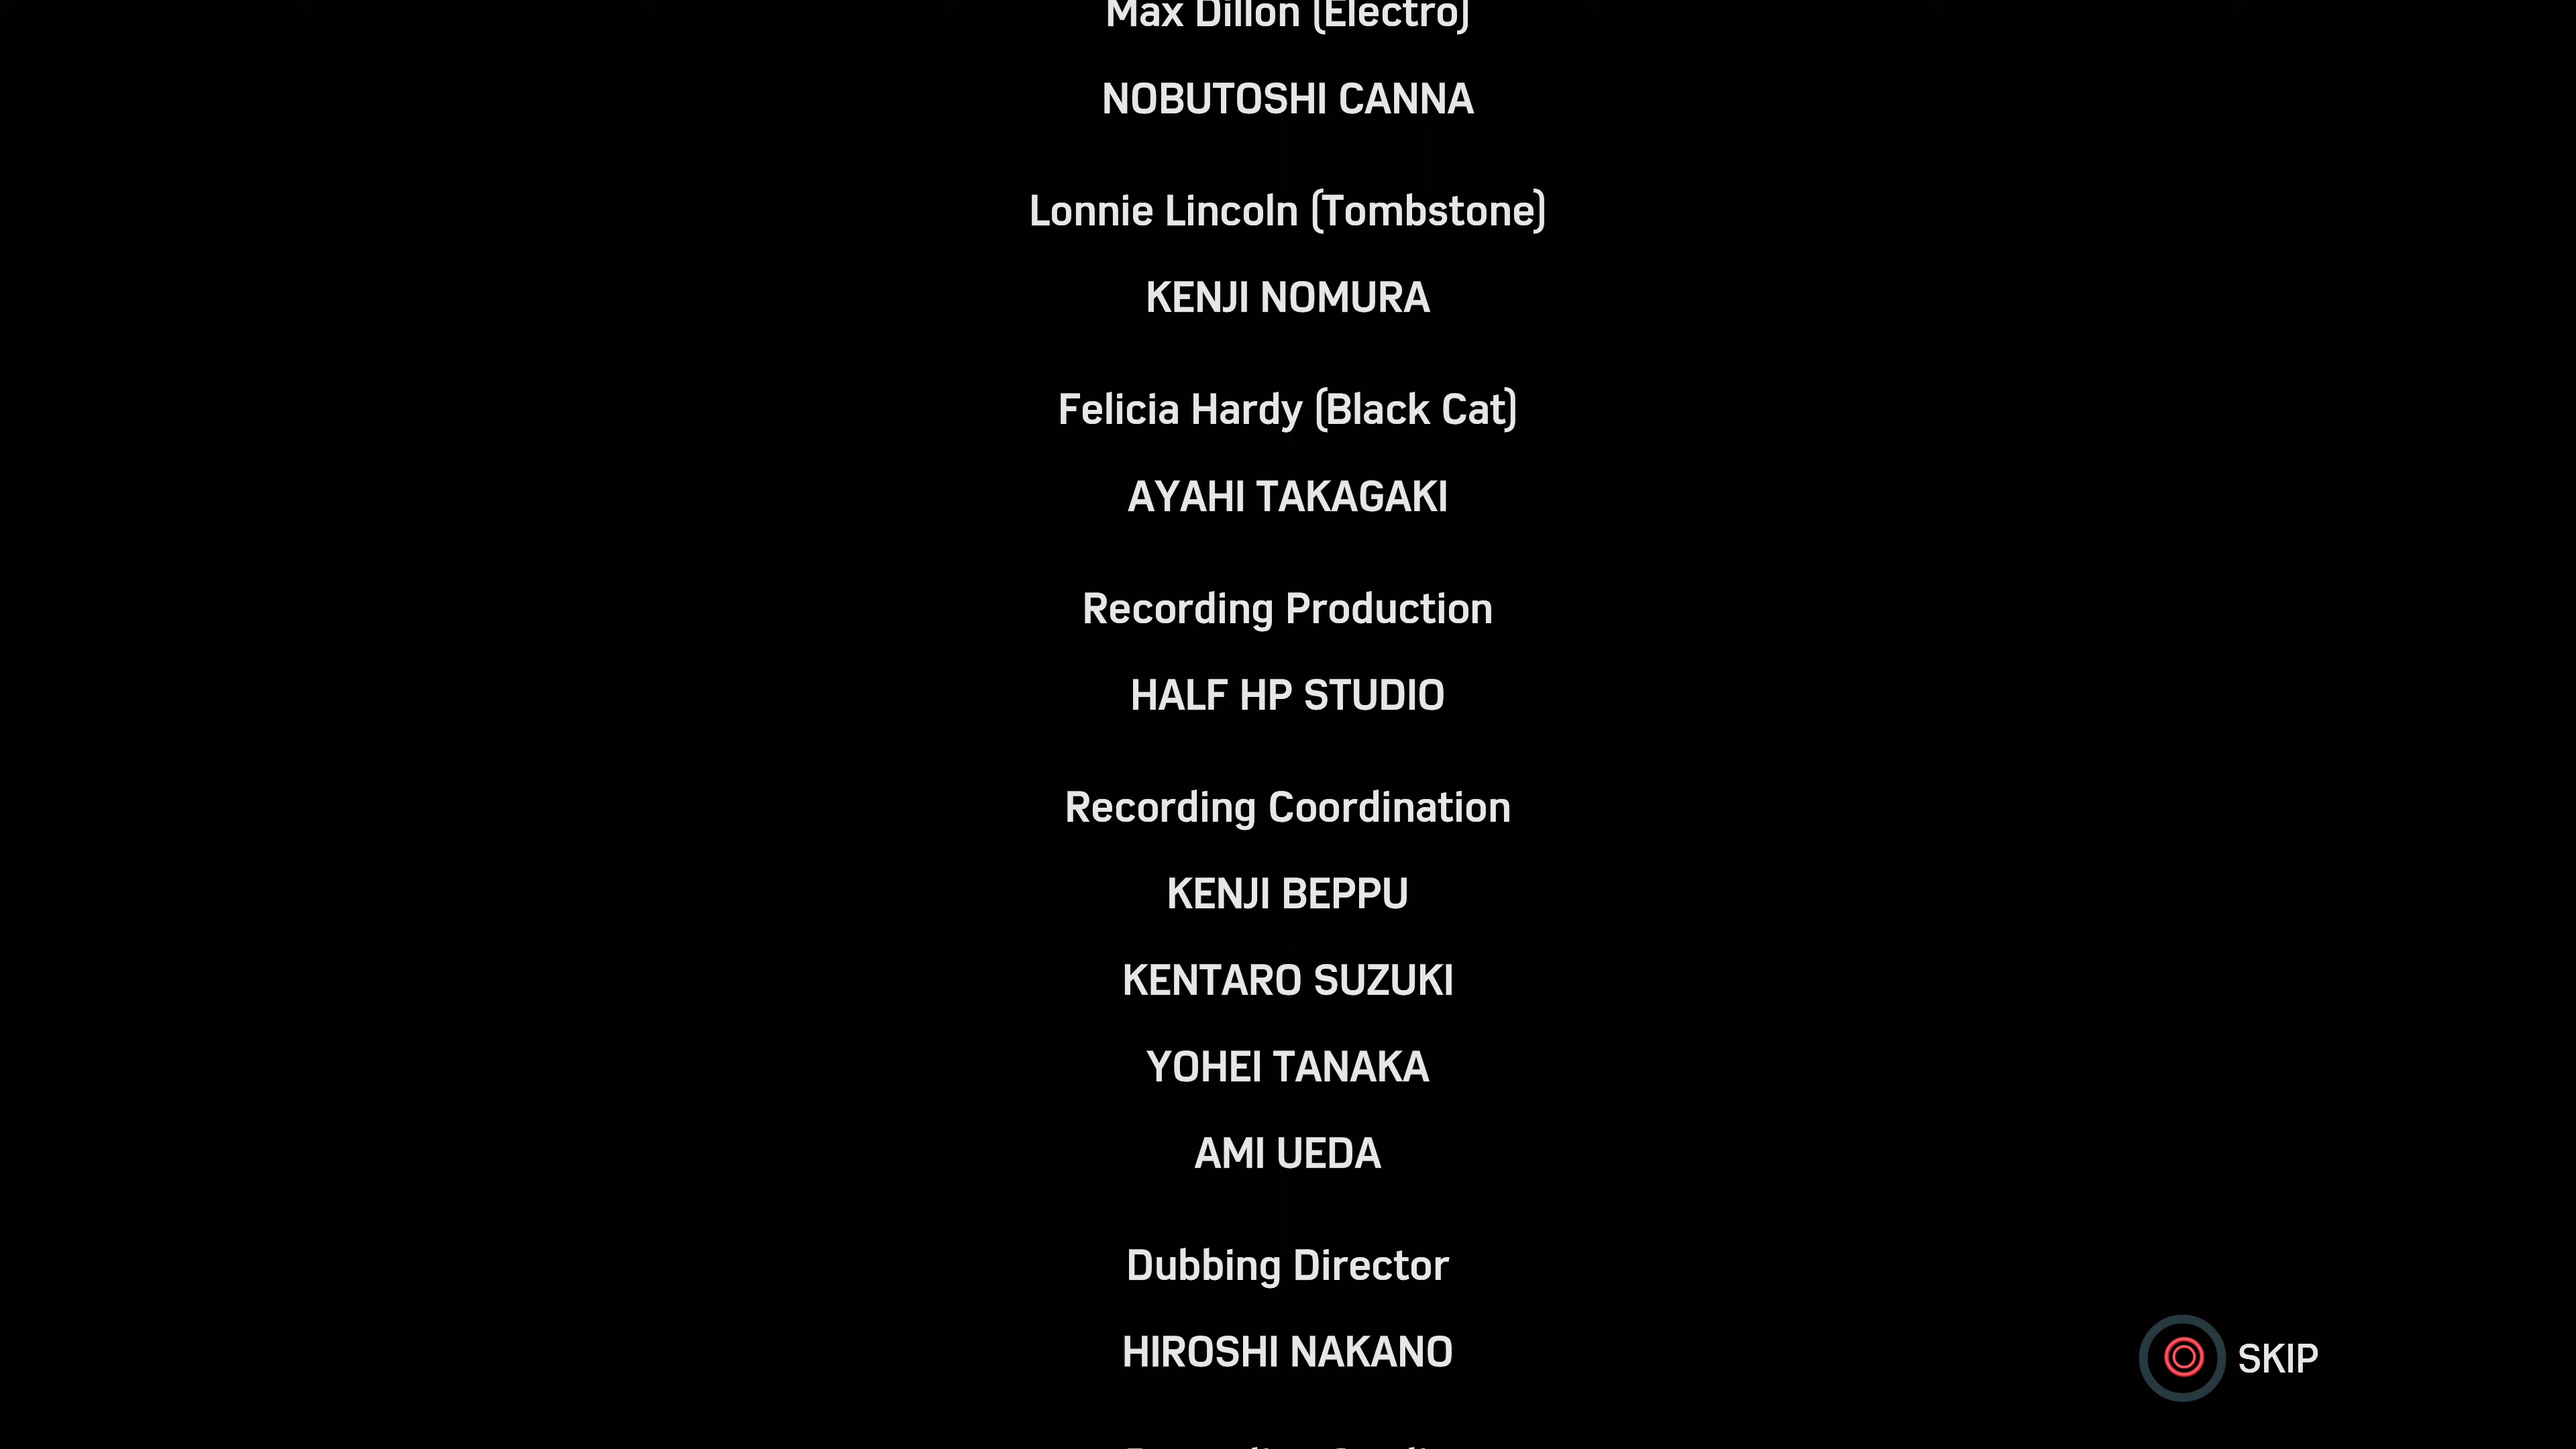 Max Dillon (Electro)
NOBUTOSHI CANNA
Lonnie Lincoln (Tombstone)
KENJI NOMURA
Felicia Hardy (Black Cat)
AYAHI TAKAGAKI
Recording Production
HALF HP STUDIO
Recording Coordination
KENJI BEPPU
KENTARO SUZUKI
YOHEI TANAKA
AMI UEDA
Dubbing Director
HIROSHI NAKANO
SKIP